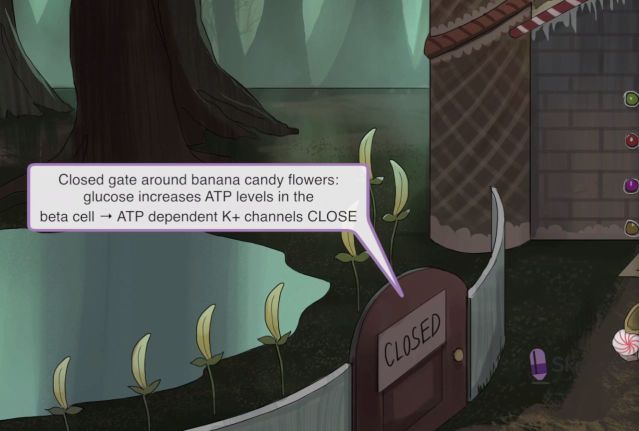 Closed gate around banana candy flowers:
glucose increases ATP levels in the
beta cell → ATP dependent K+ channels CLOSE
CLOSED